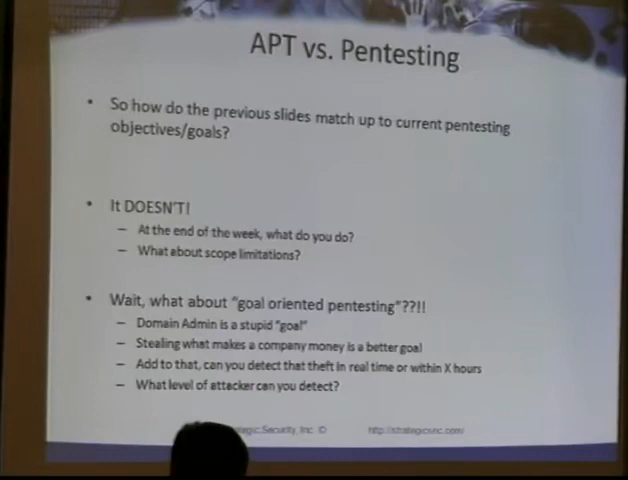 APT vs. Pentesting
• So how do the previous slides match up to current pentesting
objectives/goals?
• It DOESN'T!
– At the end of the week, what do you do?
– What about scope limitations?
• Wait, what about "goal oriented pentesting"??!!
– Domain Admin is a stupid "goal"
– Stealing what makes a company money is a better goal
– Add to that, can you detect that theft in real time or within X hours
– What level of attacker can you detect?
Security, Inc. ©